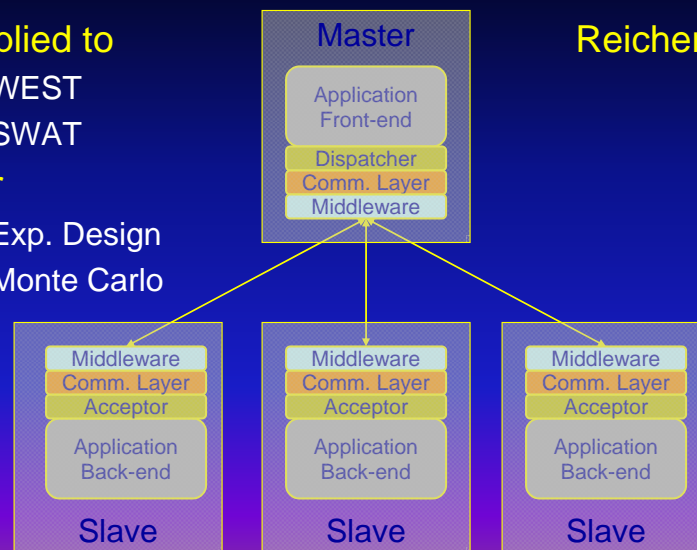 plied to
WEST
SWAT
r
Exp. Design
Monte Carlo
Master
Application
Front-end
Dispatcher
Comm. Layer
Middleware
Reicher
Middleware
Comm. Layer
Acceptor
Application
Back-end
Slave
Middleware
Comm. Layer
Acceptor
Application
Back-end
Slave
Middleware
Comm. Layer
Acceptor
Application
Back-end
Slave